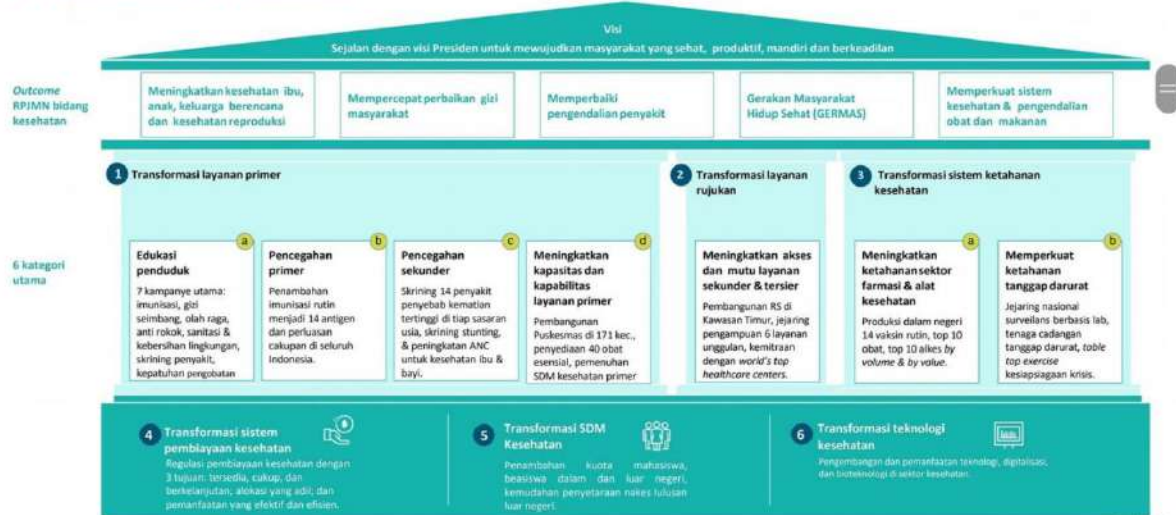 Visi
Sejalan dengan visi Presiden untuk mewujudkan masyarakat yang sehat, produktif, mandiri dan berkeadilan
Outcome
RPJMN bidang
kesehatan
Meningkatkan kesehatan ibu,
anak, keluarga berencana
dan kesehatan reproduksi
Mempercepat perbaikan gizi
masyarakat
Memperbaiki
pengendalian penyakit
Gerakan Masyarakat
Hidup Sehat (GERMAS)
Memperkuat sistem
kesehatan & pengendalian
obat dan makanan
6 kategori
utama
1 Transformasi layanan primer
a
Edukasi
penduduk
7 kampanye utama:
imunisasi, gizi
seimbang, olah raga,
anti rokok, sanitasi &
kebersihan lingkungan,
skrining penyakit,
kepatuhan pengobatan
b
Pencegahan
primer
Penambahan
imunisasi rutin
menjadi 14 antigen
dan perluasan
cakupan di seluruh
Indonesia.
c
Pencegahan
sekunder
Skrining 14 penyakit
penyebab kematian
tertinggi di tiap sasaran
usia, skrining stunting,
& peningkatan ANC
untuk kesehatan ibu &
bayi.
d
Meningkatkan
kapasitas dan
kapabilitas
layanan primer
Pembangunan
Puskesmas di 171 kec.,
penyediaan 40 obat
esensial, pemenuhan
SDM kesehatan primer
2 Transformasi layanan
rujukan
Meningkatkan akses
dan mutu layanan
sekunder & tersier
Pembangunan RS di
Kawasan Timur, jejaring
pengampuan 6 layanan
unggulan, kemitraan
dengan world's top
healthcare centers.
3 Transformasi sistem ketahanan
kesehatan
a
Meningkatkan
ketahanan sektor
farmasi & alat
kesehatan
Produksi dalam negeri
14 vaksin rutin, top 10
obat, top 10 alkes by
volume & by value.
b
Memperkuat
ketahanan
tanggap darurat
Jejaring nasional
surveilans berbasis lab,
tenaga cadangan
tanggap darurat, table
top exercise
kesiapsiagaan krisis.
4 Transformasi sistem
pembiayaan kesehatan
Regulasi pembiayaan kesehatan dengan
3 tujuan: tersedia, cukup, dan
berkelanjutan; alokasi yang adil; dan
pemanfaatan yang efektif dan efisien.
5 Transformasi SDM
Kesehatan
Penambahan kuota mahasiswa,
beasiswa dalam dan luar negeri,
kemudahan penyetaraan nakes lulusan
luar negeri.
6 Transformasi teknologi
kesehatan
Pengembangan dan pemanfaatan teknologi, digitalisasi,
dan bioteknologi di sektor kesehatan.